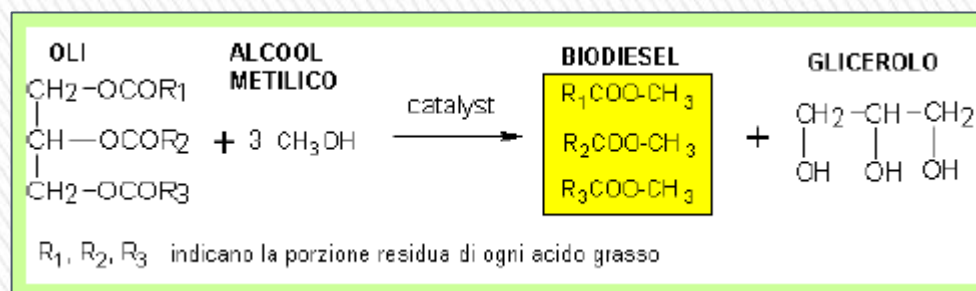 OLI
ALCOOL
METILICO
BIODIESEL
GLICEROLO
CH2-OCOR1
CH-OCOR2
CH2-OCOR3
+ 3 CH3OH
catalyst
R1COO-CH3
R2COO-CH3
R3COO-CH3
+
CH2-CH-CH2
OH OH OH
R1, R2, R3 indicano la porzione residua di ogni acido grasso